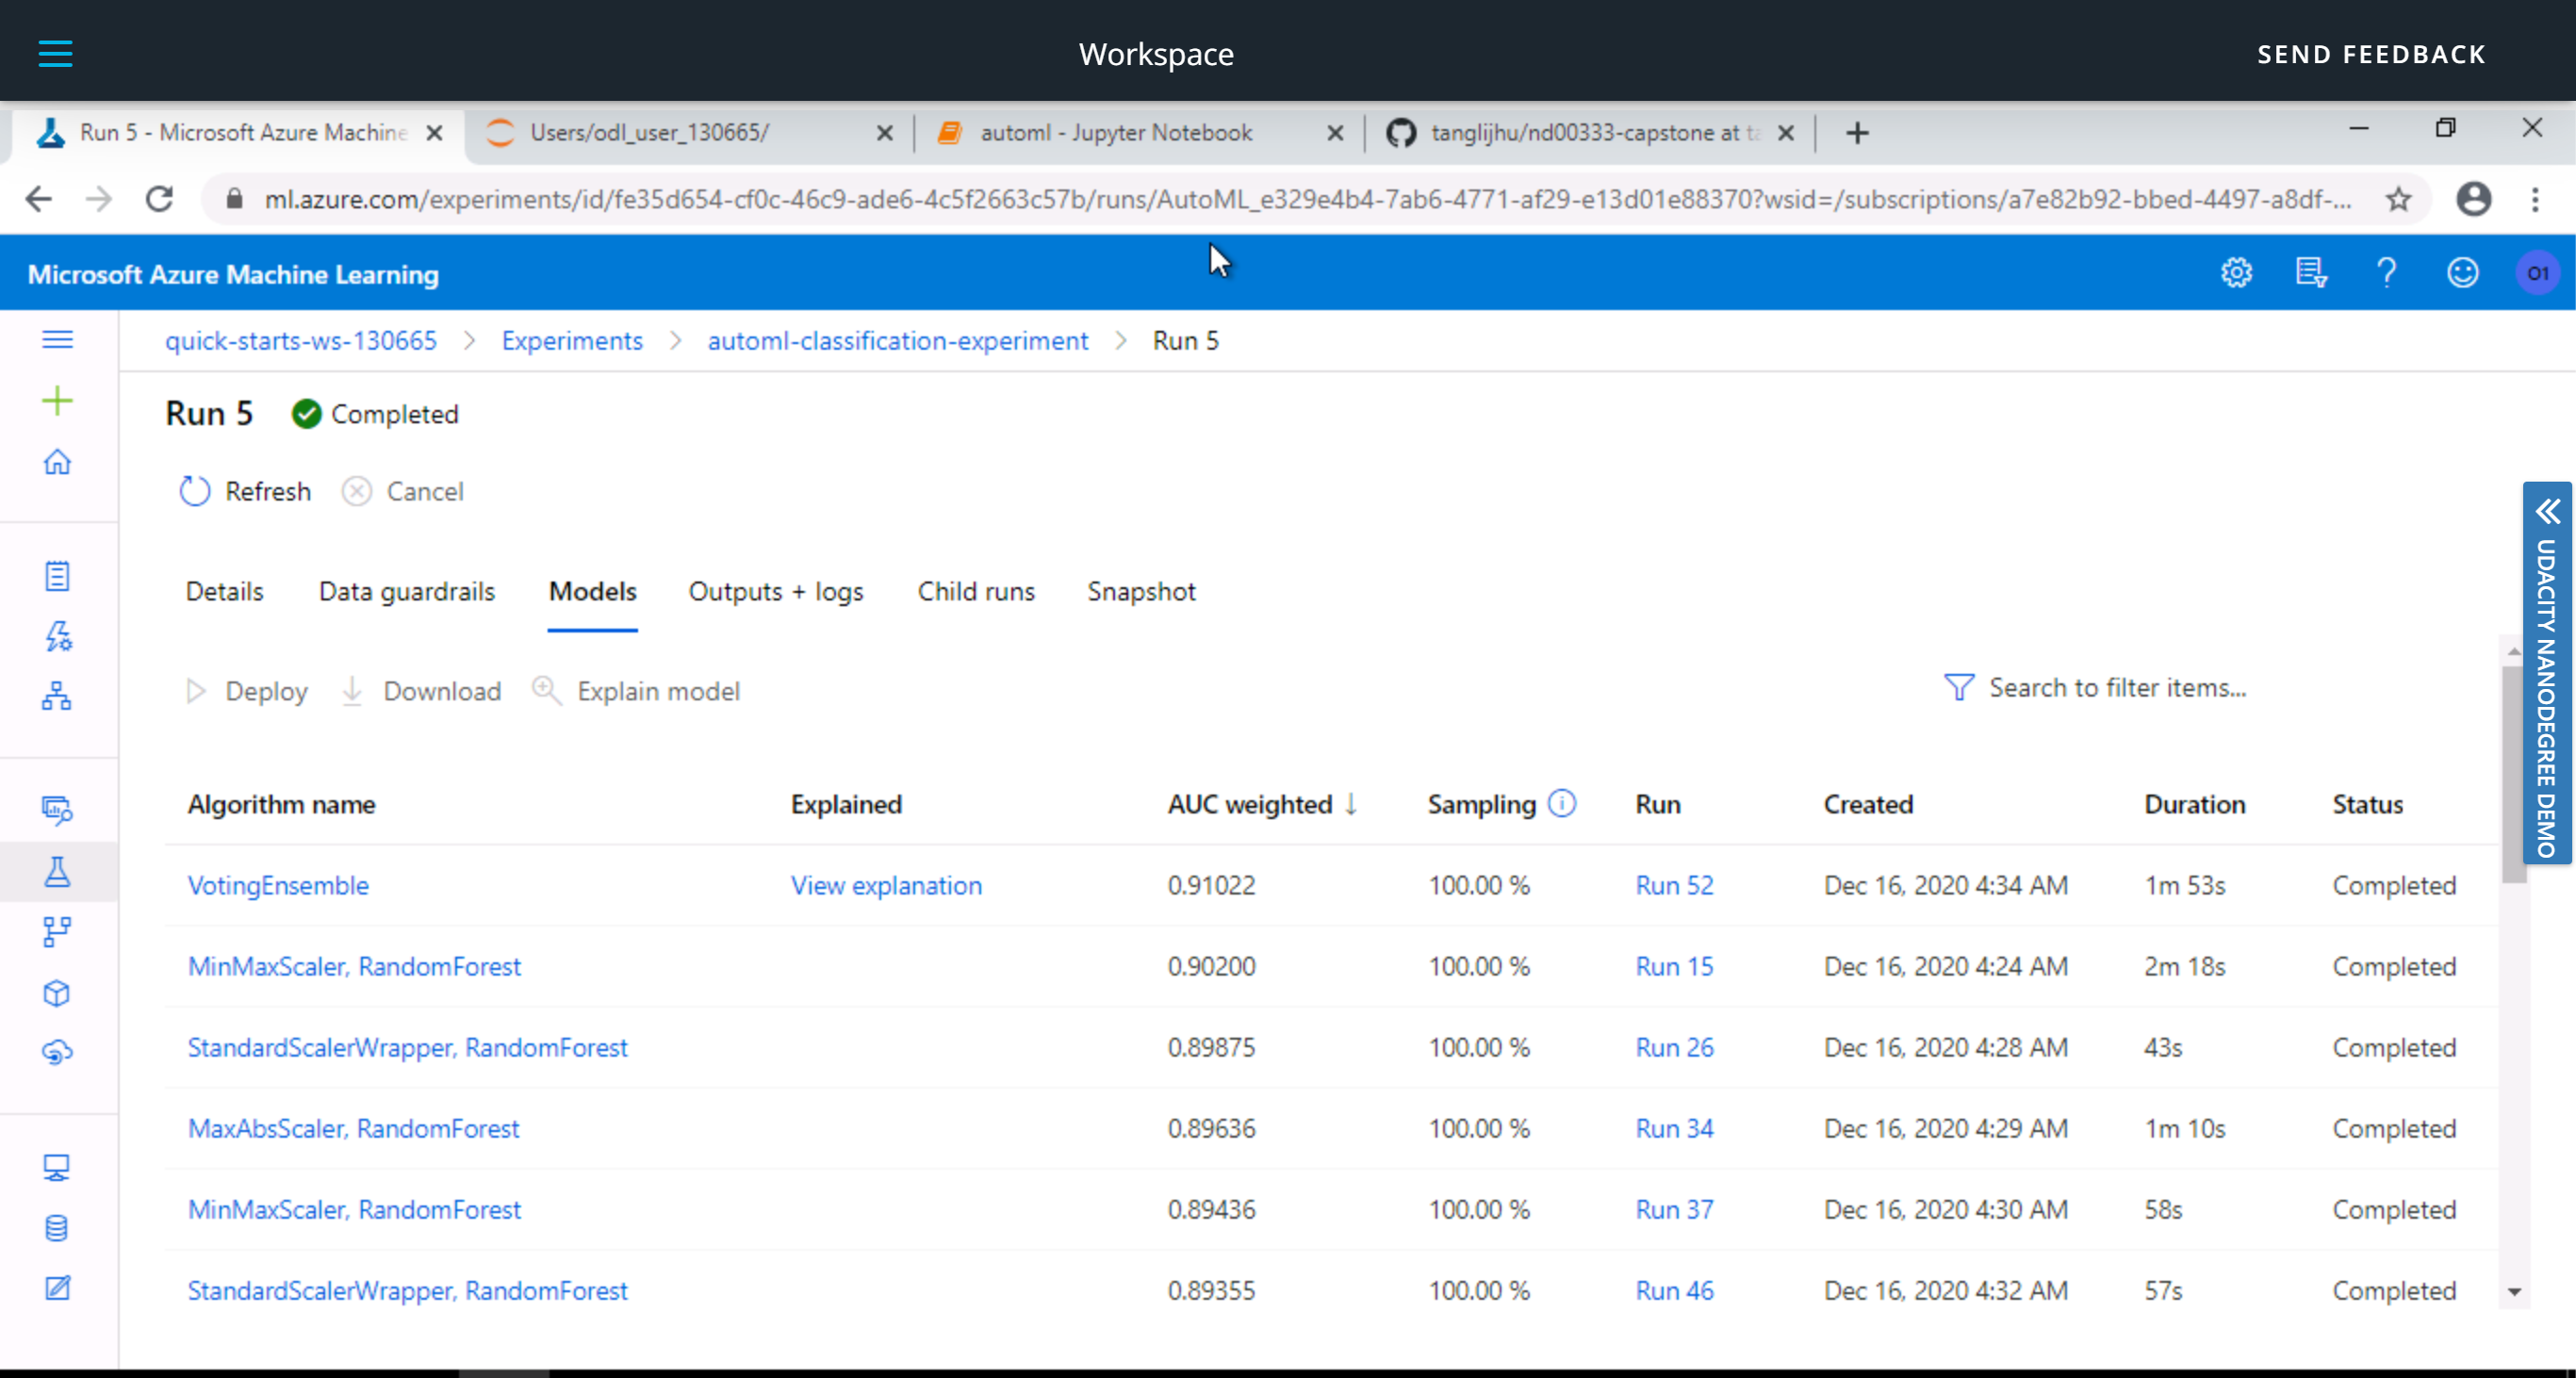 Workspace
SEND FEEDBACK
Run 5 - Microsoft Azure Machine
Users/odl_user_130665/
automl - Jupyter Notebook
tanglijhu/nd00333-capstone at
ml.azure.com/experiments/id/fe35d654-cf0c-46c9-ade6-4c5f2663c57b/runs/AutoML_e329e4b4-7ab6-4771-af29-e13d01e88370?wsid=/subscriptions/a7e82b92-bbed-4497-a8df-...
Microsoft Azure Machine Learning
O1
quick-starts-ws-130665 > Experiments > automl-classification-experiment > Run 5
Run 5 Completed
Refresh Cancel
Details Data guardrails Models Outputs + logs Child runs Snapshot
Deploy Download Explain model Search to filter items...
Algorithm name Explained AUC weighted ↓ Sampling Run Created Duration Status
VotingEnsemble View explanation 0.91022 100.00 % Run 52 Dec 16, 2020 4:34 AM 1m 53s Completed
MinMaxScaler, RandomForest 0.90200 100.00 % Run 15 Dec 16, 2020 4:24 AM 2m 18s Completed
StandardScalerWrapper, RandomForest 0.89875 100.00 % Run 26 Dec 16, 2020 4:28 AM 43s Completed
MaxAbsScaler, RandomForest 0.89636 100.00 % Run 34 Dec 16, 2020 4:29 AM 1m 10s Completed
MinMaxScaler, RandomForest 0.89436 100.00 % Run 37 Dec 16, 2020 4:30 AM 58s Completed
StandardScalerWrapper, RandomForest 0.89355 100.00 % Run 46 Dec 16, 2020 4:32 AM 57s Completed
UDACITY NANODEGREE DEMO